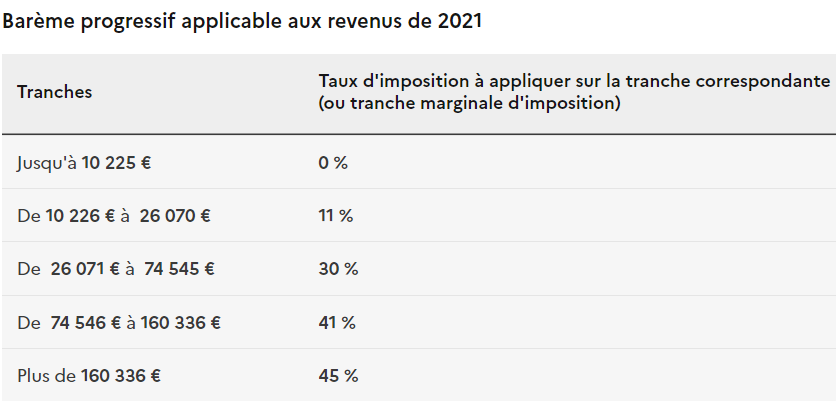 Barème progressif applicable aux revenus de 2021
Tranches
Taux d'imposition à appliquer sur la tranche correspondante
(ou tranche marginale d'imposition)
Jusqu'à 10 225 € 0 %
De 10 226 € à 26 070 € 11 %
De 26 071 € à 74 545 € 30 %
De 74 546 € à 160 336 € 41 %
Plus de 160 336 € 45 %